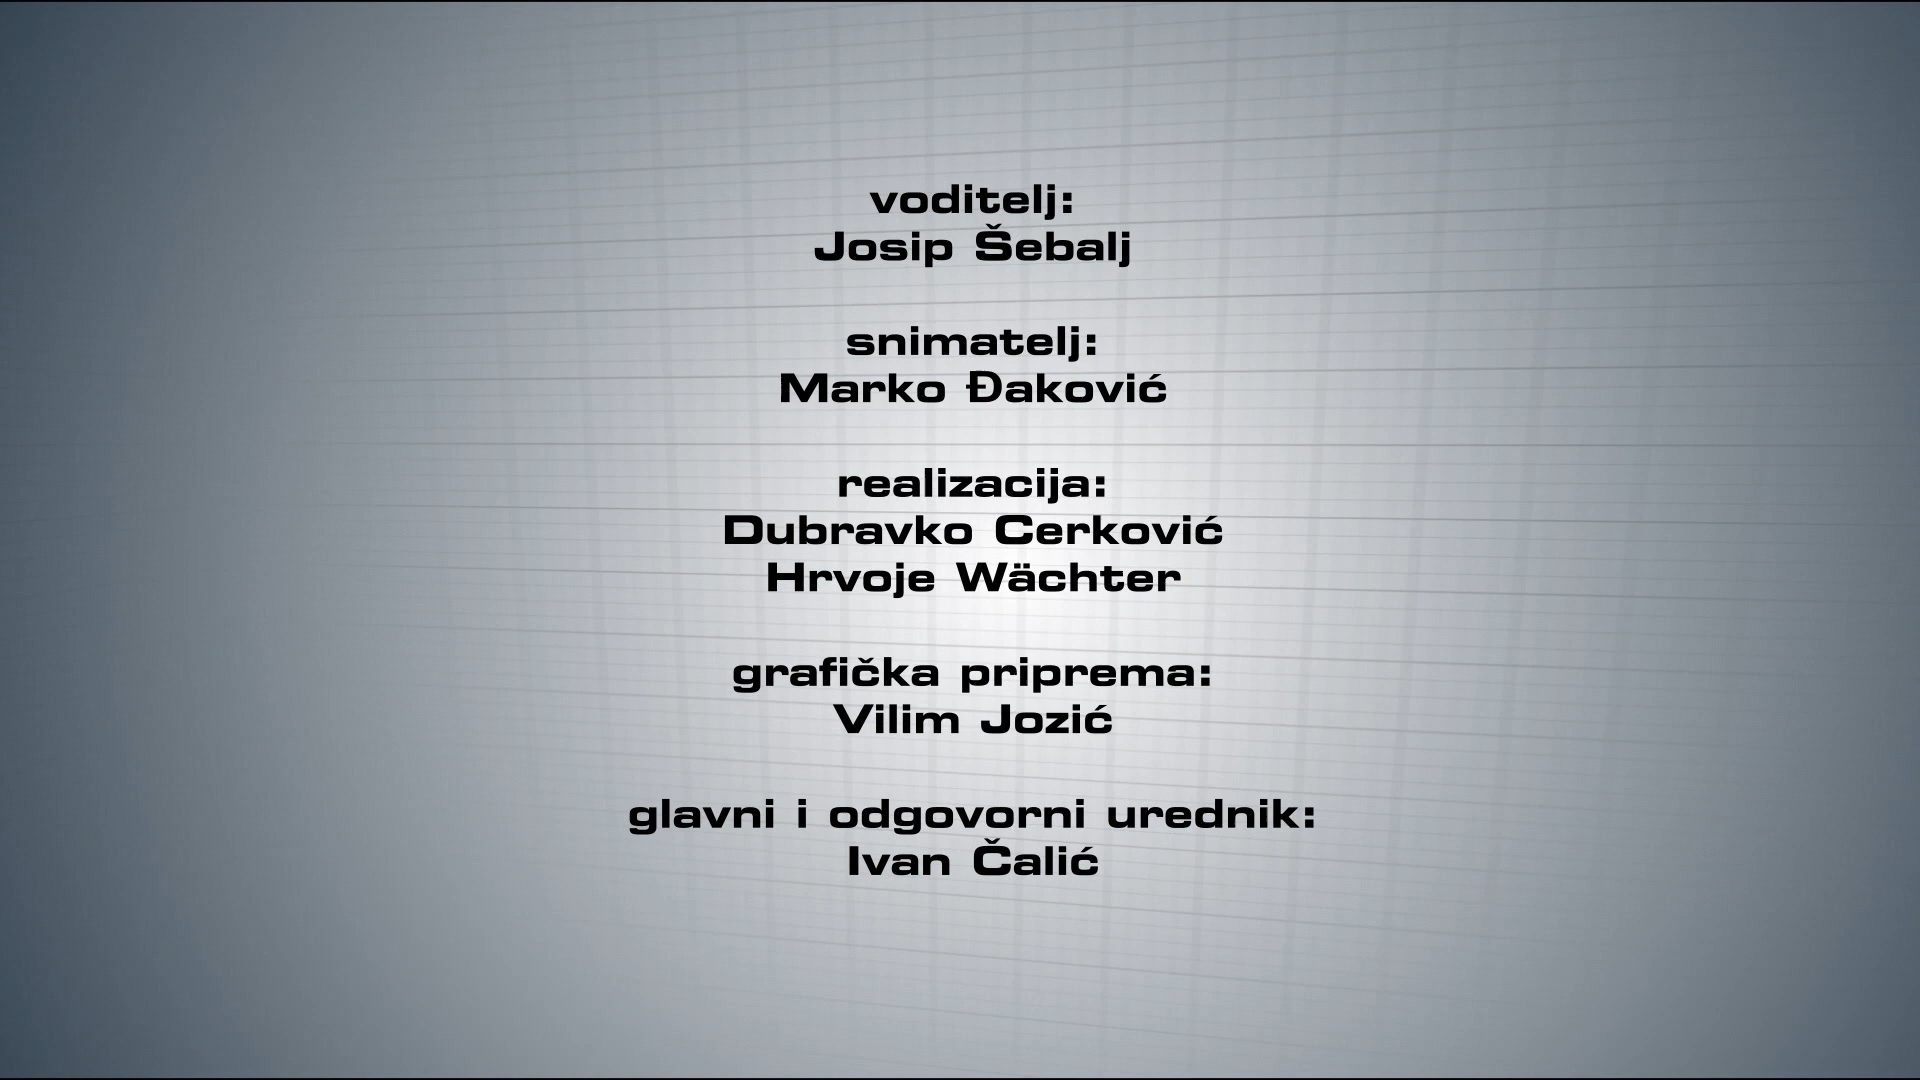 voditelj:
Josip Šebalj
snimatelj:
Marko Đaković
realizacija:
Dubravko Cerković
Hrvoje Wächter
grafička priprema:
Vilim Jozić
glavni i odgovorni urednik:
Ivan Čalić